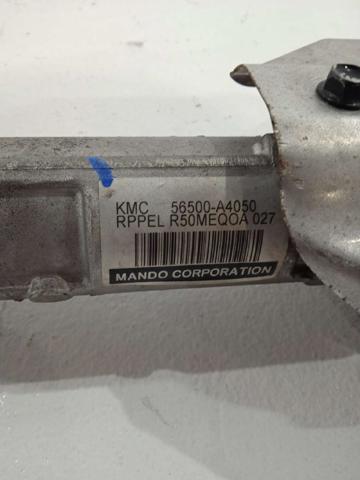 KMC 56500-A4050
RPPEL R50MEQOA 027
MANDO CORPORATION